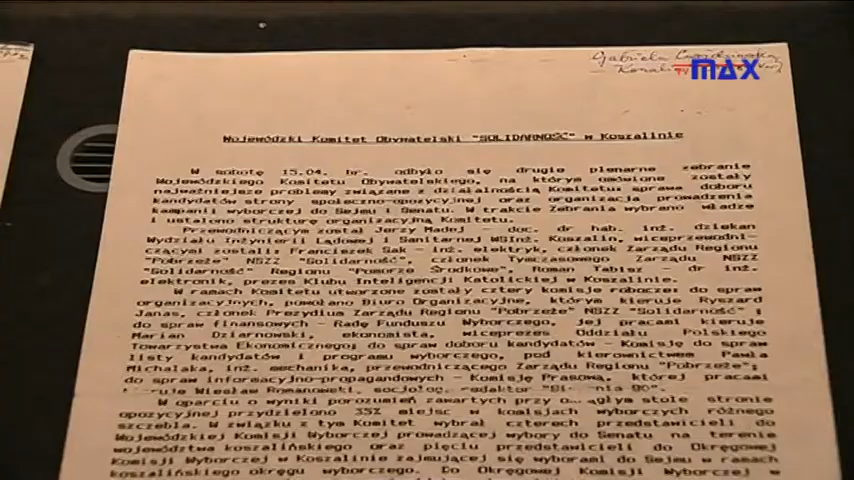 Gabriela
TV MAX
Wojewódzki Komitet Obywatelski "SOLIDARNOŚĆ" w Koszalinie
W sobotę 15.04. br. odbyło się drugie plenarne zebranie
Wojewódzkiego Komitetu Obywatelskiego, na którym omówione zostały
najważniejsze problemy związane z działalnością Komitetu: sprawa doboru
kandydatów strony społeczno-opozycyjnej oraz organizacja prowadzenia
kampanii wyborczej do Sejmu i Senatu. W trakcie Zebrania wybrano władze
i ustalono strukturę organizacyjną Komitetu.
Przewodniczącym został Jerzy Madej - doc. dr hab. inż. dziekan
Wydziału Inżynierii Lądowej i Sanitarnej WSInż. Koszalin, wiceprzewodni-
czącymi zostali Franciszek Sak - inż. elektryk, członek Zarządu Regionu
"Pobrzeże" NSZZ "Solidarność", członek Tymczasowego Zarządu NSZZ
"Solidarność" Regionu "Pomorze Środkowe", Roman Tabisz - dr inż.
elektronik, prezes Klubu Inteligencji Katolickiej w Koszalinie.
W ramach Komitetu utworzone zostały cztery komisje robocze: do spraw
organizacyjnych, powołano Biuro Organizacyjne, którym kieruje Ryszard
Janas, członek Prezydium Zarządu Regionu "Pobrzeże" NSZZ "Solidarność";
do spraw finansowych - Radę Funduszu Wyborczego, jej pracami kieruje
Marian Dziarnowski, ekonomista, wiceprezes Oddziału Polskiego
Towarzystwa Ekonomicznego; do spraw doboru kandydatów - Komisję do spraw
listy kandydatów i programu wyborczego, pod kierownictwem Pawła
Michalaka, inż. mechanika, przewodniczącego Zarządu Regionu "Pobrzeże";
do spraw informacyjno-propagandowych - Komisję Prasową, której pracami
Wiesław Romanowski, socjolog, redaktor
W oparciu o wyniki porozumień zawartych przy stole stronie
opozycyjnej przydzielono 35% miejsc w komisjach wyborczych różnego
szczebla. W związku z tym Komitet wybrał czterech przedstawicieli do
Wojewódzkiej Komisji Wyborczej prowadzącej wybory do Senatu na terenie
województwa koszalińskiego oraz pięciu przedstawicieli do Okręgowej
Komisji Wyborczej w Koszalinie zajmującej się wyborami do Sejmu w ramach
koszalińskiego okręgu wyborczego. Do Okręgowej Komisji Wyborczej w